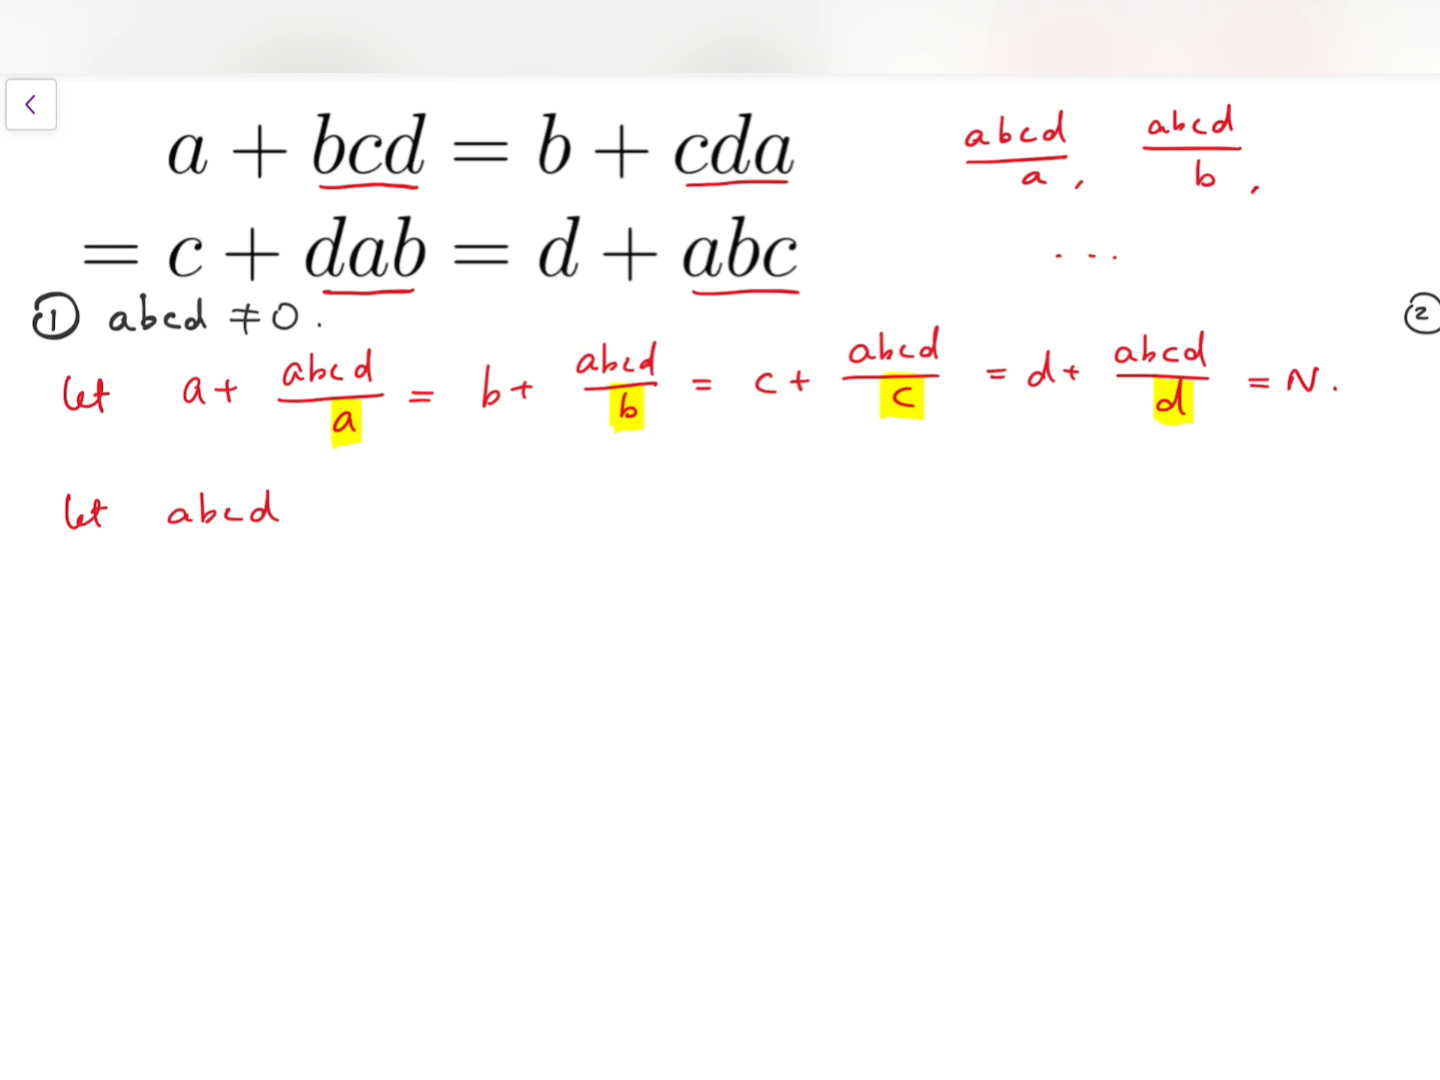 a + bcd = b + cda
= c + dab = d + abc
abcd/a , abcd/b ,
...
① abcd ≠ 0 .
②
let a + abcd/a = b + abcd/b = c + abcd/c = d + abcd/d = N .
let abcd